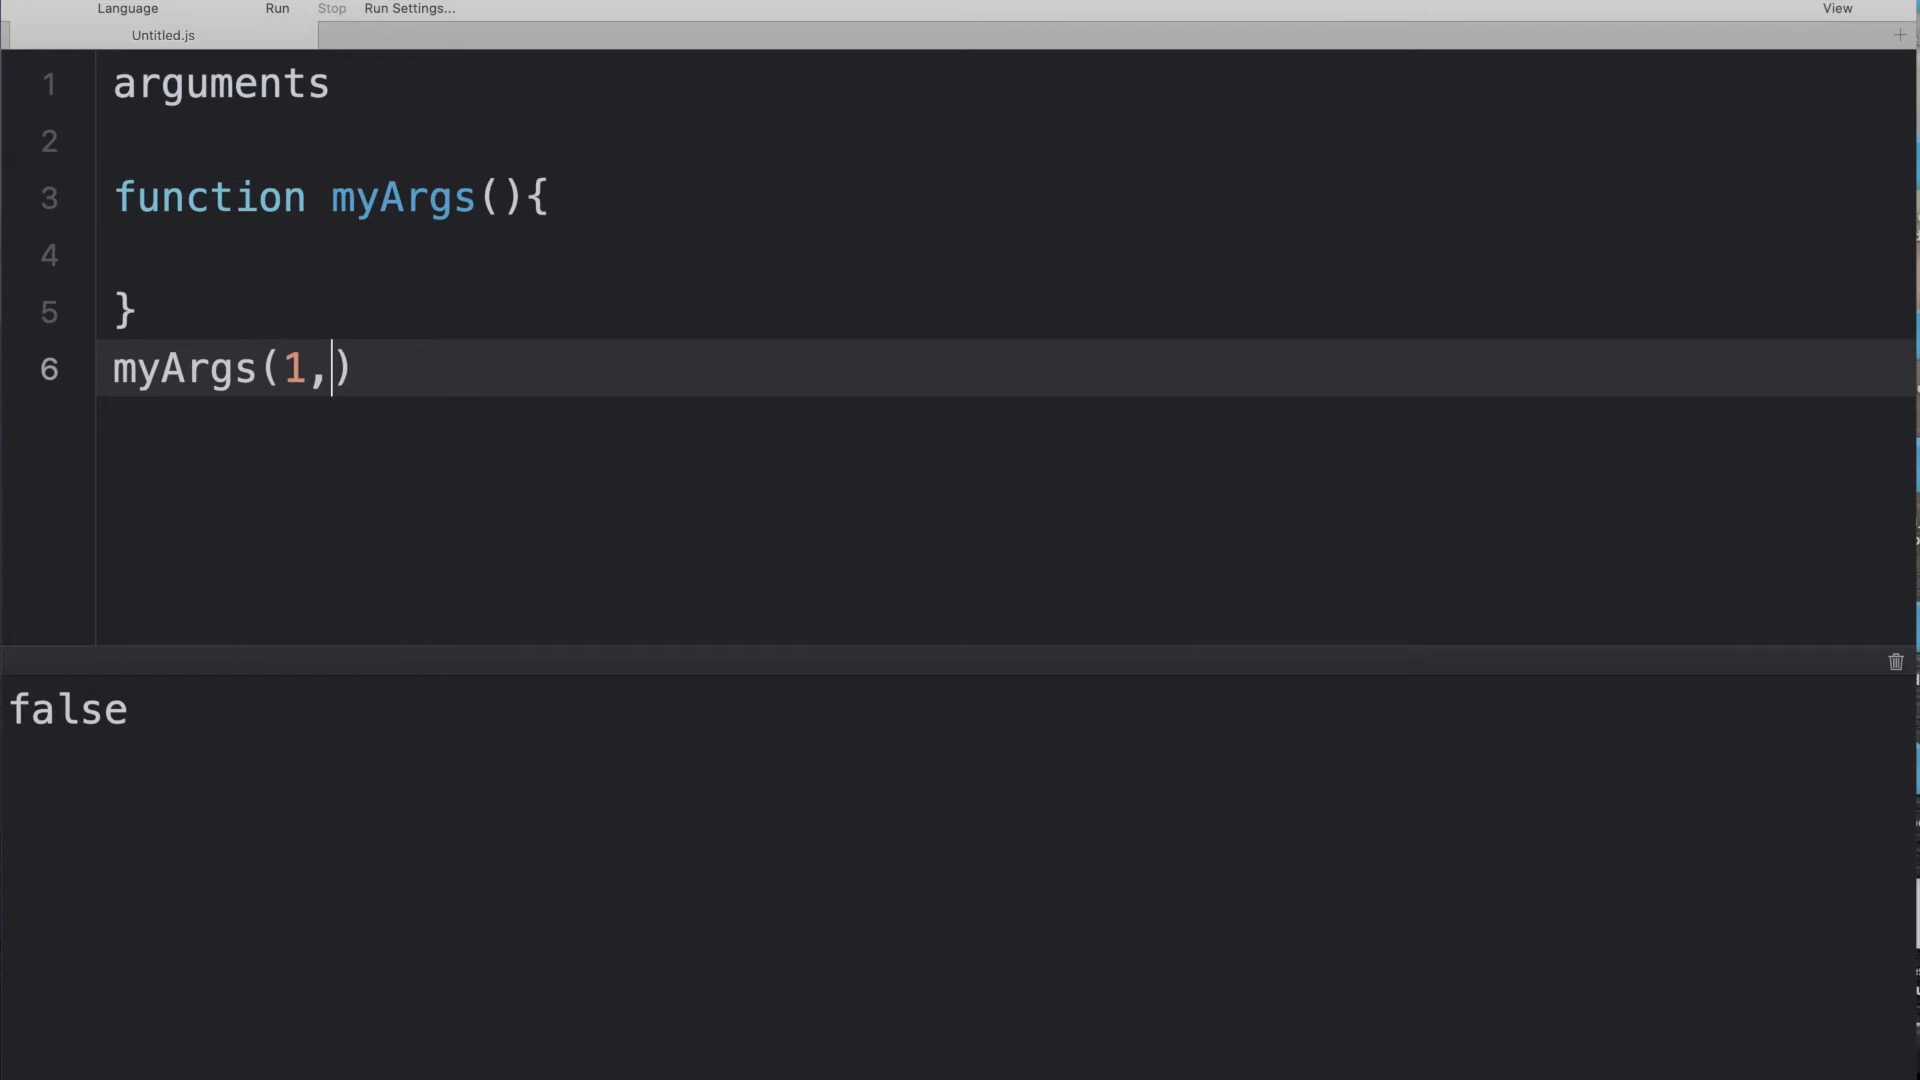 Language Run Stop Run Settings... View
Untitled.js
1 arguments
2
3 function myArgs(){
4
5 }
6 myArgs(1,)
false